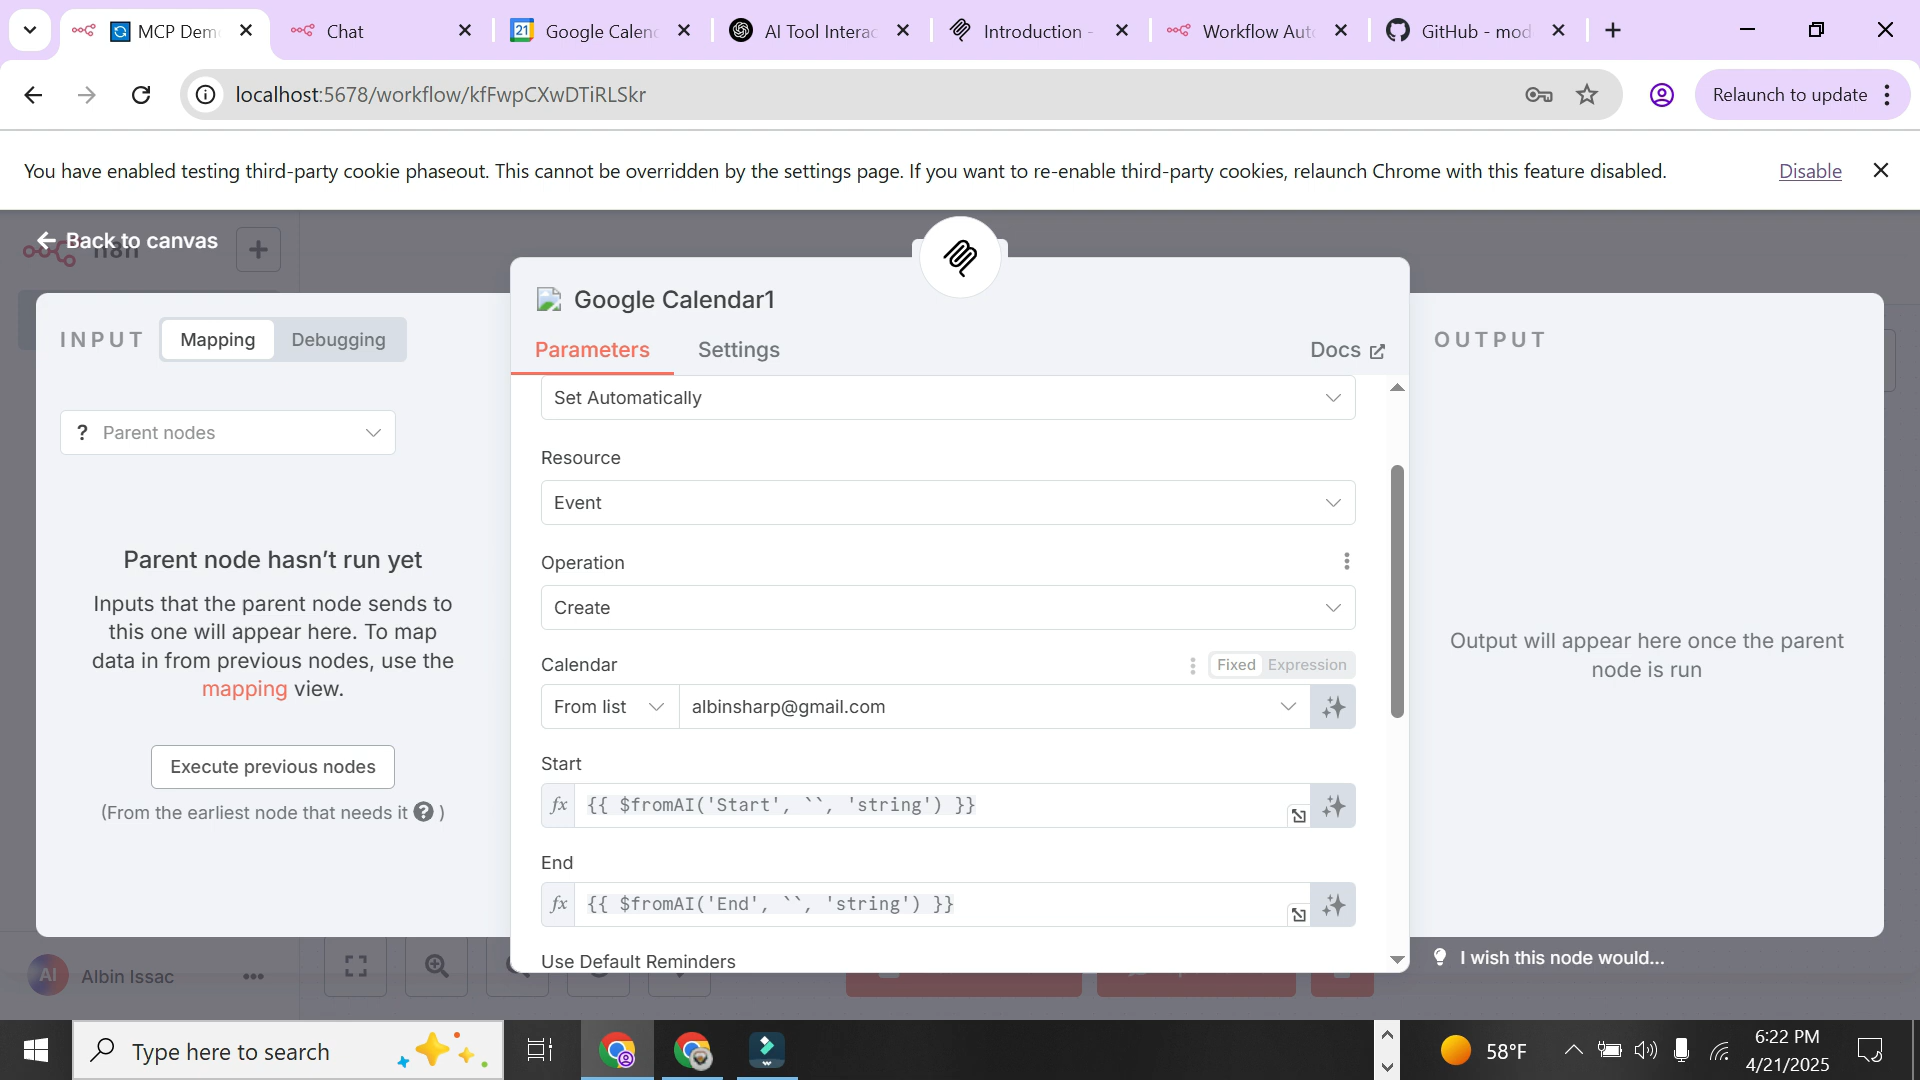 MCP Dem
Chat
21
Google Calen
AI Tool Interac
Introduction -
Workflow Aut
GitHub - mod
localhost:5678/workflow/kfFwpCXwDTiRLSkr
Relaunch to update
You have enabled testing third-party cookie phaseout. This cannot be overridden by the settings page. If you want to re-enable third-party cookies, relaunch Chrome with this feature disabled.
Disable
Back to canvas
n8n
Google Calendar1
INPUT
Mapping
Debugging
Parameters
Settings
Docs
OUTPUT
Set Automatically
? Parent nodes
Resource
Event
Operation
Create
Parent node hasn't run yet
Inputs that the parent node sends to
this one will appear here. To map
data in from previous nodes, use the
mapping view.
Execute previous nodes
(From the earliest node that needs it ? )
Calendar
Fixed
Expression
From list
albinsharp@gmail.com
Start
fx
{{ $fromAI('Start', ``, 'string') }}
End
fx
{{ $fromAI('End', ``, 'string') }}
Use Default Reminders
Output will appear here once the parent
node is run
I wish this node would...
AI
Albin Issac
Type here to search
58°F
6:22 PM
4/21/2025